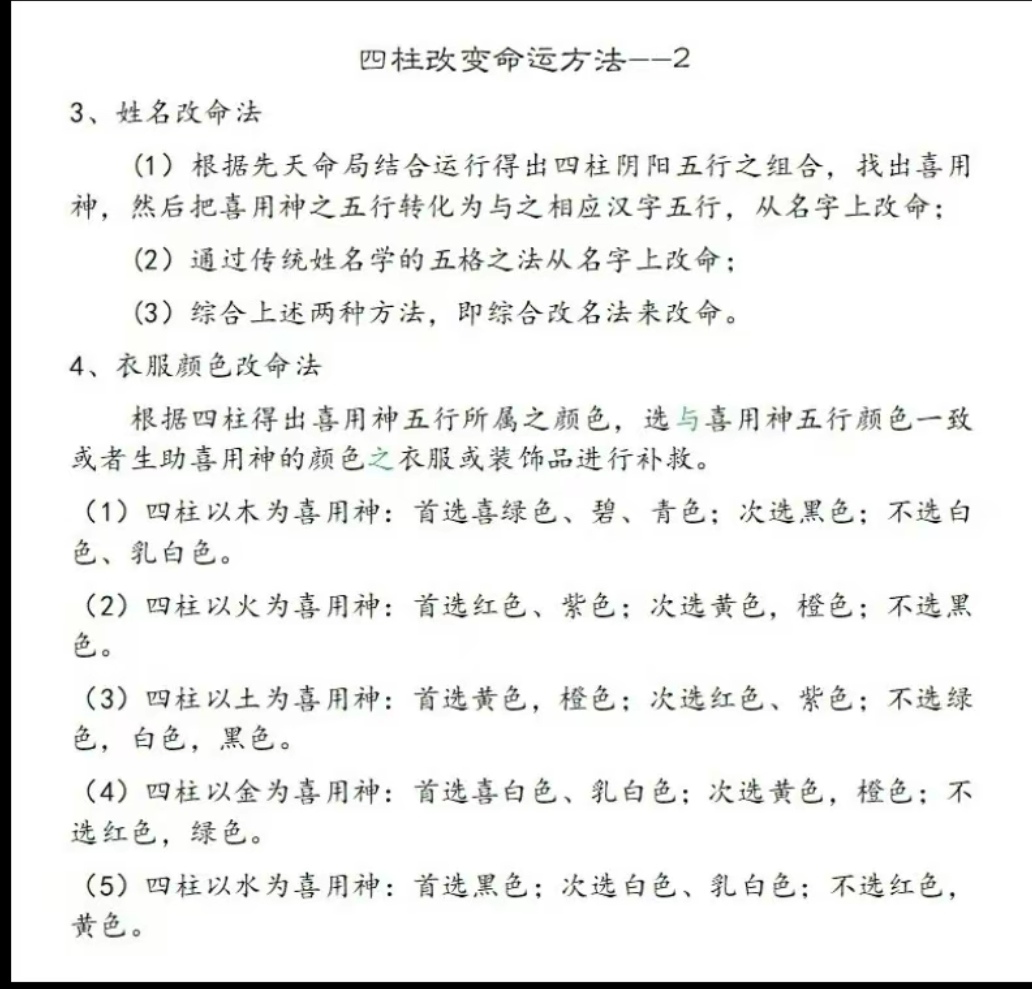 四柱改变命运方法——2
3、姓名改命法
（1）根据先天命局结合运行得出四柱阴阳五行之组合，找出喜用
神，然后把喜用神之五行转化为与之相应汉字五行，从名字上改命；
（2）通过传统姓名学的五格之法从名字上改命；
（3）综合上述两种方法，即综合改名法来改命。
4、衣服颜色改命法
根据四柱得出喜用神五行所属之颜色，选与喜用神五行颜色一致
或者生助喜用神的颜色之衣服或装饰品进行补救。
（1）四柱以木为喜用神：首选喜绿色、碧、青色；次选黑色；不选白
色、乳白色。
（2）四柱以火为喜用神：首选红色、紫色；次选黄色，橙色；不选黑
色。
（3）四柱以土为喜用神：首选黄色，橙色；次选红色、紫色；不选绿
色，白色，黑色。
（4）四柱以金为喜用神：首选喜白色、乳白色；次选黄色，橙色；不
选红色，绿色。
（5）四柱以水为喜用神：首选黑色；次选白色、乳白色；不选红色，
黄色。